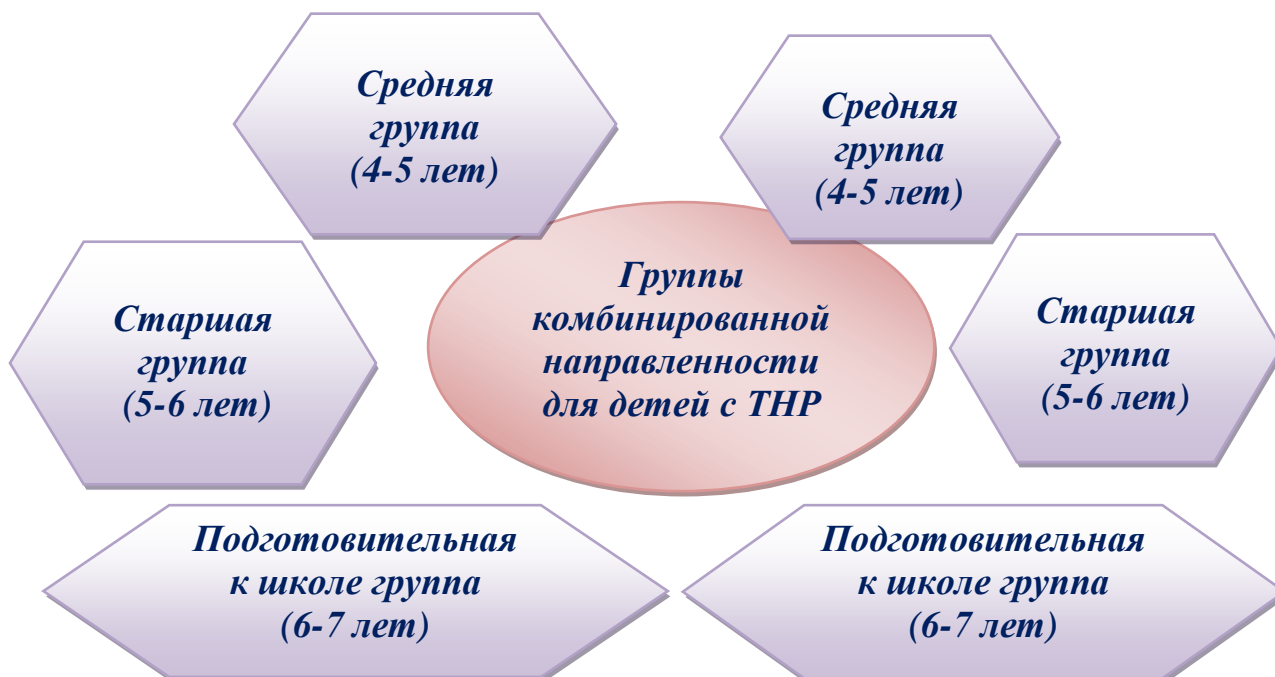 Средняя
группа
(4-5 лет)
Средняя
группа
(4-5 лет)
Старшая
группа
(5-6 лет)
Группы
комбинированной
направленности
для детей с ТНР
Старшая
группа
(5-6 лет)
Подготовительная
к школе группа
(6-7 лет)
Подготовительная
к школе группа
(6-7 лет)